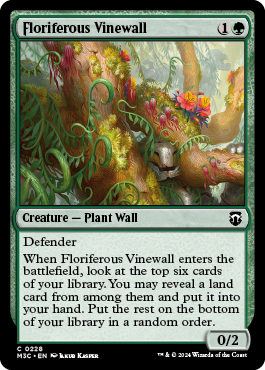 Floriferous Vinewall 1
Creature — Plant Wall
Defender
When Floriferous Vinewall enters the
battlefield, look at the top six cards
of your library. You may reveal a land
card from among them and put it into
your hand. Put the rest on the bottom
of your library in a random order.
0/2
C 0228
M3C • EN Jakub Kasper
™ & © 2024 Wizards of the Coast